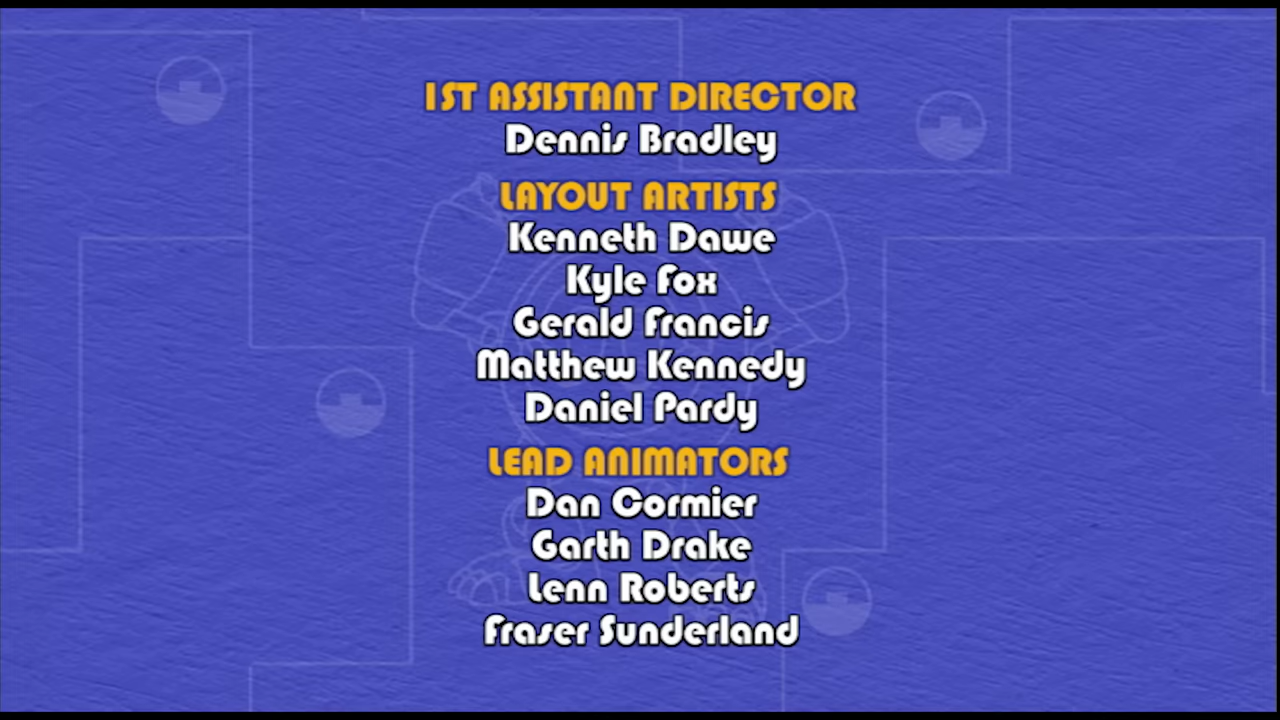 1ST ASSISTANT DIRECTOR
Dennis Bradley
LAYOUT ARTISTS
Kenneth Dawe
Kyle Fox
Gerald Francis
Matthew Kennedy
Daniel Pardy
LEAD ANIMATORS
Dan Cormier
Garth Drake
Lenn Roberts
Fraser Sunderland